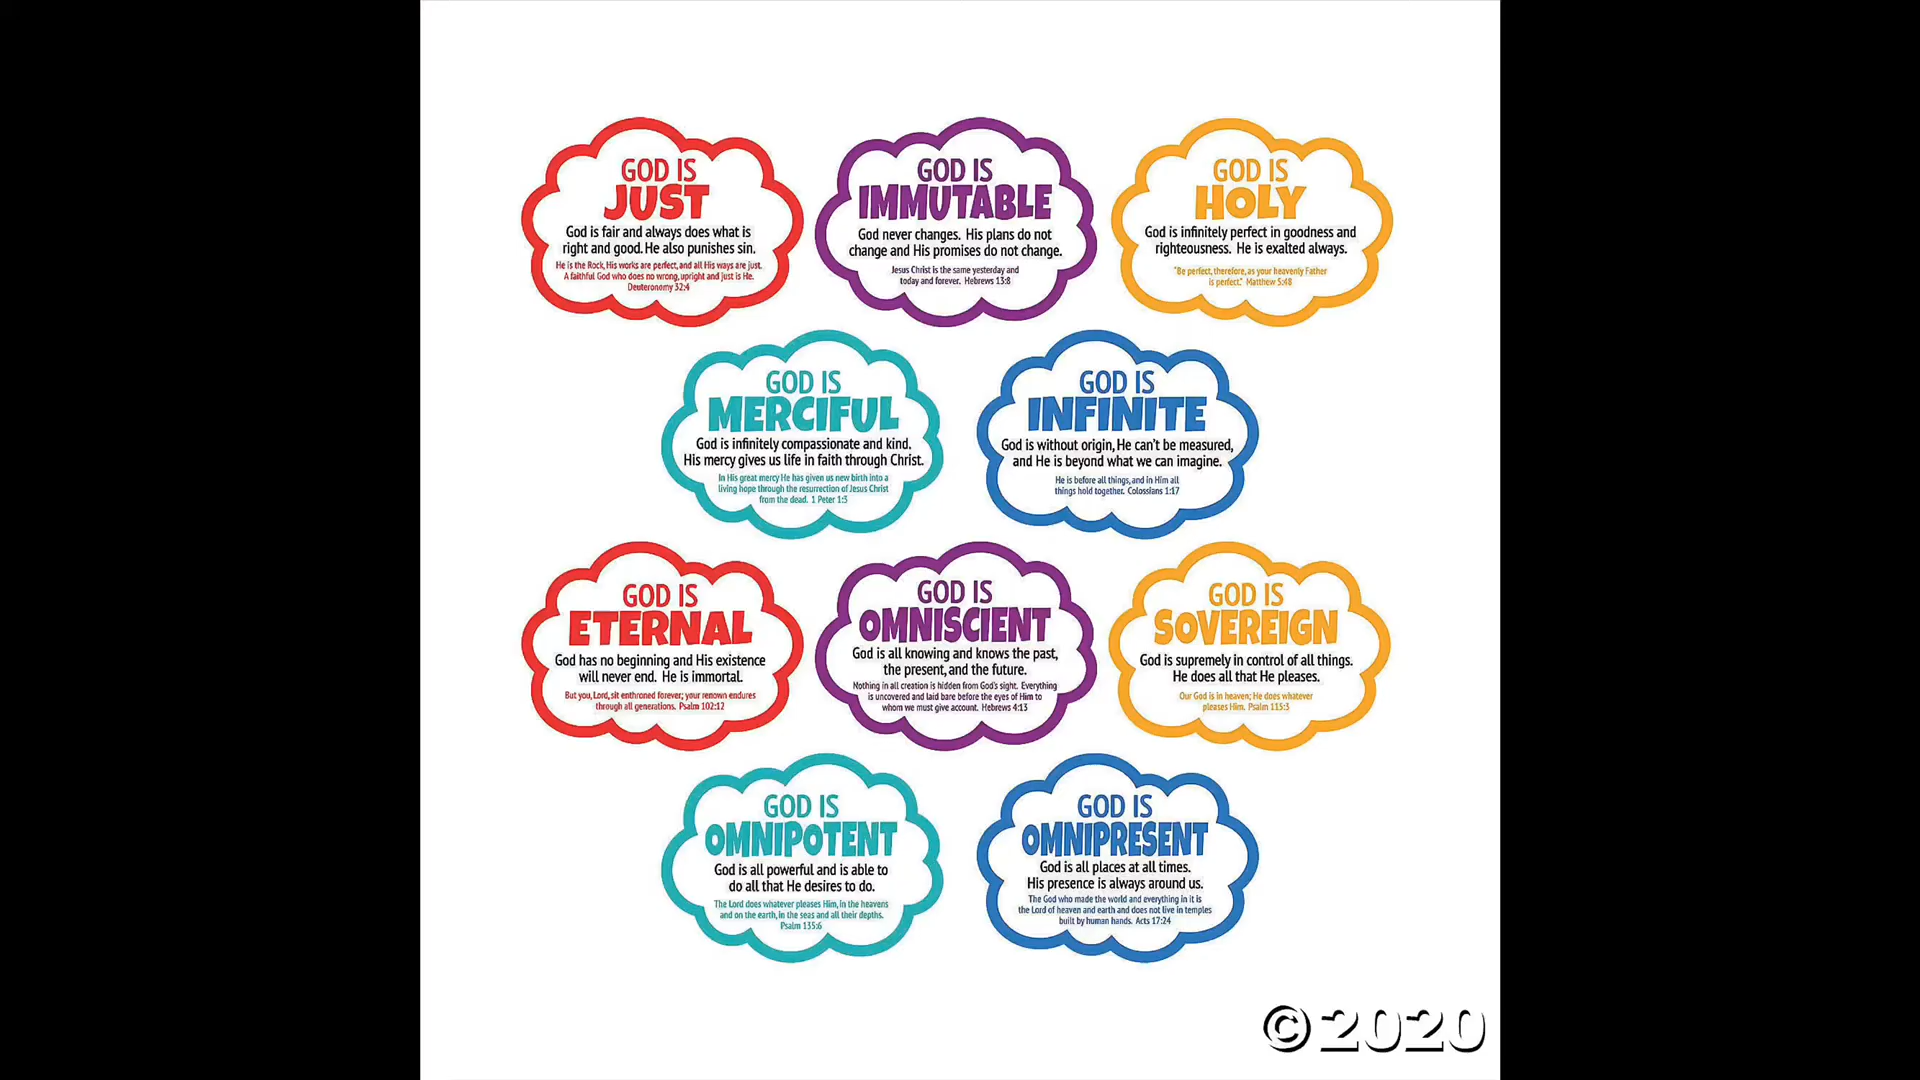 GOD IS
JUST
God is fair and always does what is
right and good. He also punishes sin.
He is the Rock, His works are perfect, and all His ways are just.
A faithful God who does no wrong, upright and just is He.
Deuteronomy 32:4
GOD IS
IMMUTABLE
God never changes. His plans do not
change and His promises do not change.
Jesus Christ is the same yesterday and
today and forever. Hebrews 13:8
GOD IS
HOLY
God is infinitely perfect in goodness and
righteousness. He is exalted always.
"Be perfect, therefore, as your heavenly Father
is perfect." Matthew 5:48
GOD IS
MERCIFUL
God is infinitely compassionate and kind.
His mercy gives us life in faith through Christ.
In His great mercy He has given us new birth into a
living hope through the resurrection of Jesus Christ
from the dead. 1 Peter 1:3
GOD IS
INFINITE
God is without origin, He can't be measured,
and He is beyond what we can imagine.
He is before all things, and in Him all
things hold together. Colossians 1:17
GOD IS
ETERNAL
God has no beginning and His existence
will never end. He is immortal.
But you, Lord, sit enthroned forever; your renown endures
through all generations. Psalm 102:12
GOD IS
OMNISCIENT
God is all knowing and knows the past,
the present, and the future.
Nothing in all creation is hidden from God's sight. Everything
is uncovered and laid bare before the eyes of Him to
whom we must give account. Hebrews 4:13
GOD IS
SOVEREIGN
God is supremely in control of all things.
He does all that He pleases.
Our God is in heaven; He does whatever
pleases Him. Psalm 115:3
GOD IS
OMNIPOTENT
God is all powerful and is able to
do all that He desires to do.
The Lord does whatever pleases Him, in the heavens
and on the earth, in the seas and all their depths.
Psalm 135:6
GOD IS
OMNIPRESENT
God is all places at all times.
His presence is always around us.
The God who made the world and everything in it is
the Lord of heaven and earth and does not live in temples
built by human hands. Acts 17:24
©2020